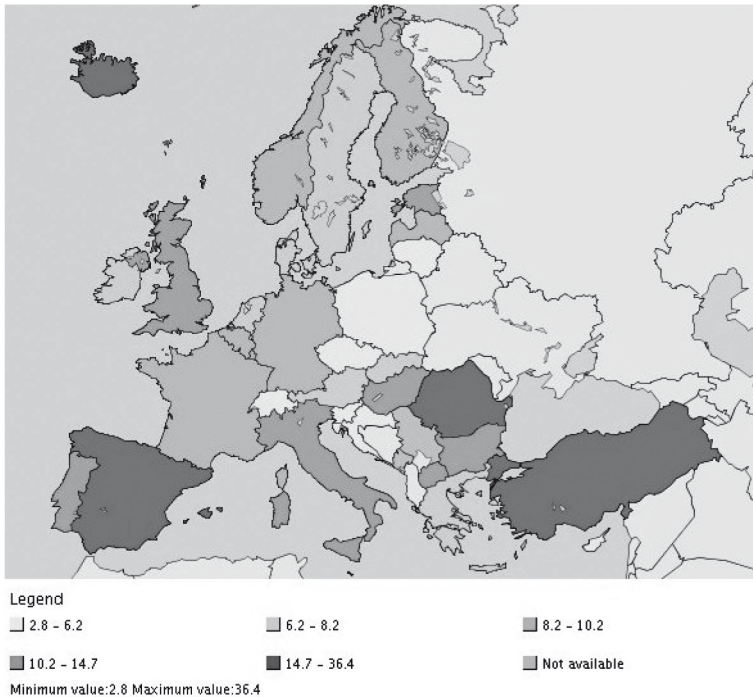 Legend
2.8 – 6.2 6.2 – 8.2 8.2 – 10.2
10.2 – 14.7 14.7 – 36.4 Not available
Minimum value:2.8 Maximum value:36.4